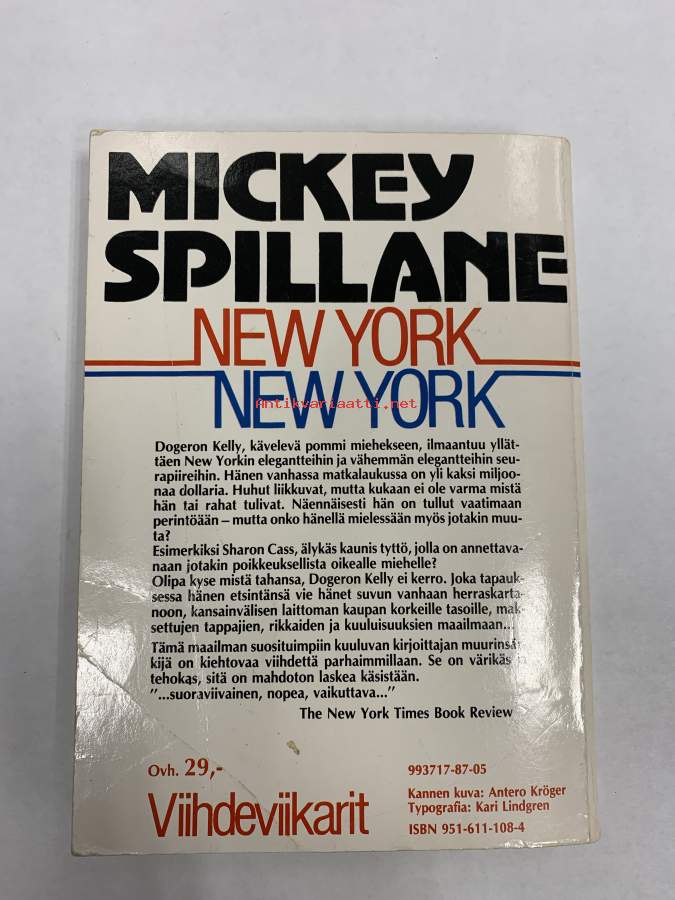 MICKEY
SPILLANE
NEW YORK
NEW YORK
Antikvariaatti.net
Dogeron Kelly, kävelevä pommi miehekseen, ilmaantuu yllät-
täen New Yorkin elegantteihin ja vähemmän elegantteihin seu-
rapiireihin. Hänen vanhassa matkalaukussa on yli kaksi miljoo-
naa dollaria. Huhut liikkuvat, mutta kukaan ei ole varma mistä
hän tai rahat tulivat. Näennäisesti hän on tullut vaatimaan
perintöään – mutta onko hänellä mielessään myös jotakin muu-
ta?
Esimerkiksi Sharon Cass, älykäs kaunis tyttö, jolla on annettava-
naan jotakin poikkeuksellista oikealle miehelle?
Olipa kyse mistä tahansa, Dogeron Kelly ei kerro. Joka tapauk-
sessa hänen etsintänsä vie hänet suvun vanhaan herraskarta-
noon, kansainvälisen laittoman kaupan korkeille tasoille, mak-
settujen tappajien, rikkaiden ja kuuluisuuksien maailmaan...
Tämä maailman suosituimpiin kuuluvan kirjoittajan muurinsär-
kijä on kiehtovaa viihdettä parhaimmillaan. Se on värikäs ja
tehokas, sitä on mahdoton laskea käsistään.
"...suoraviivainen, nopea, vaikuttava..."
The New York Times Book Review
Ovh. 29,-
993717-87-05
Viihdeviikarit
Kannen kuva: Antero Kröger
Typografia: Kari Lindgren
ISBN 951-611-108-4